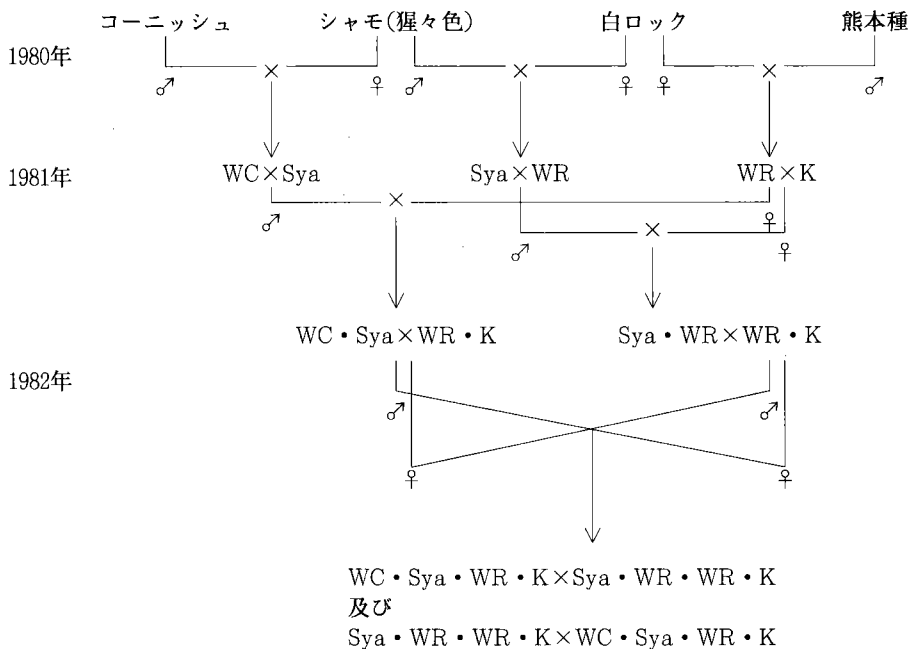 コーニッシュ シャモ(猩々色) 白ロック 熊本種
1980年
♂ × ♀ ♂ × ♀ ♀ × ♂
1981年 WC×Sya Sya×WR WR×K
♂ × ♀
♂ × ♀
WC・Sya×WR・K Sya・WR×WR・K
1982年
♂ ♂
♀ ♀
WC・Sya・WR・K×Sya・WR・WR・K
及び
Sya・WR・WR・K×WC・Sya・WR・K